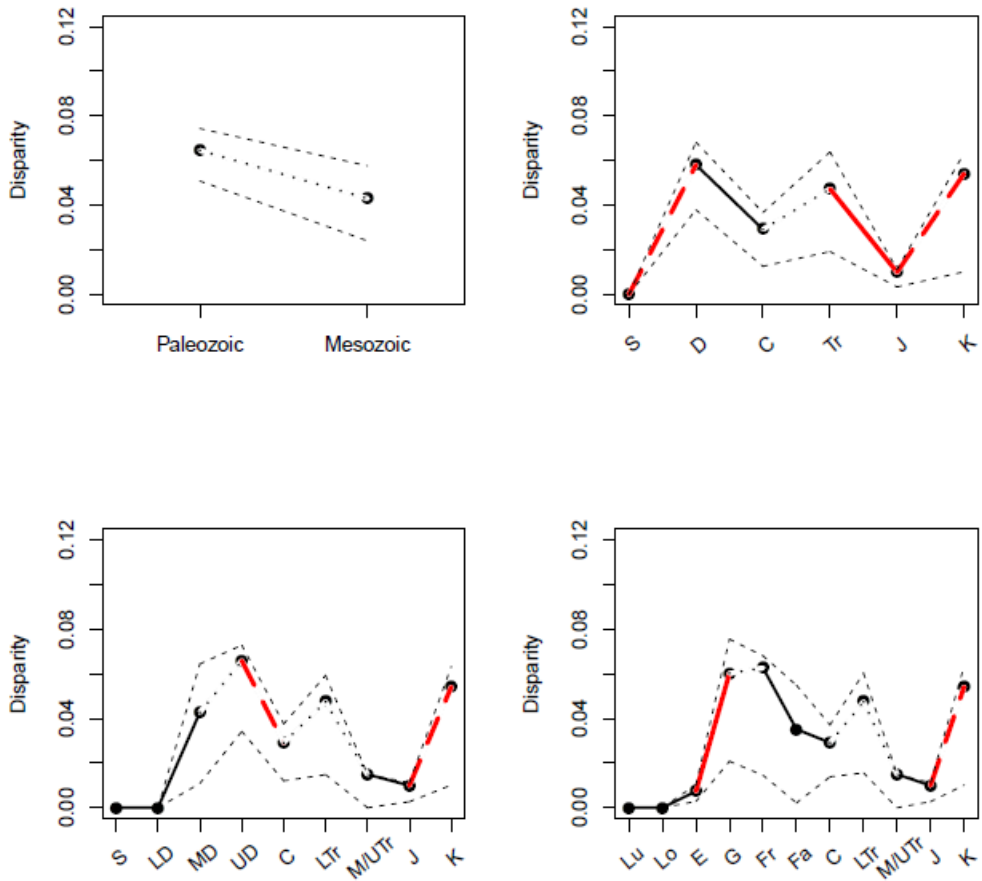 Disparity
0.12
0.08
0.04
0.00
Paleozoic Mesozoic
Disparity
0.12
0.08
0.04
0.00
S D C Tr J K
Disparity
0.12
0.08
0.04
0.00
S LD MD UD C LTr M/UTr J K
Disparity
0.12
0.08
0.04
0.00
Lu Lo E G Fr Fa C LTr M/UTr J K